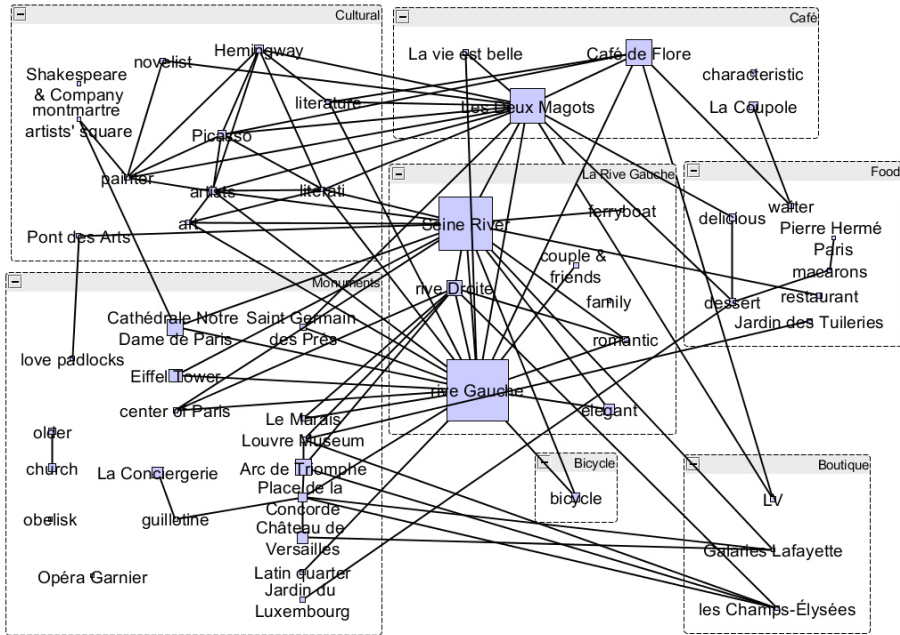 Cultural
Café
Hemingway
novelist
Shakespeare
& Company
montmartre
artists' square
literature
Picasso
painter
artists
literati
art
Pont des Arts
La vie est belle
Café de Flore
characteristic
Les Deux Magots
La Coupole
La Rive Gauche
Food
Seine River
ferryboat
couple &
friends
rive Droite
family
romantic
rive Gauche
elegant
waiter
delicious
Pierre Hermé
Paris
macarons
dessert
restaurant
Jardin des Tuileries
Monuments
Cathédrale Notre
Dame de Paris
Saint Germain
des Prés
love padlocks
Eiffel Tower
center of Paris
Le Marais
Louvre Museum
older
church
La Conciergerie
Arc de Triomphe
Place de la
Concorde
obelisk
guillotine
Château de
Versailles
Opéra Garnier
Latin quarter
Jardin du
Luxembourg
Bicycle
bicycle
Boutique
LV
Galaries Lafayette
les Champs-Élysées